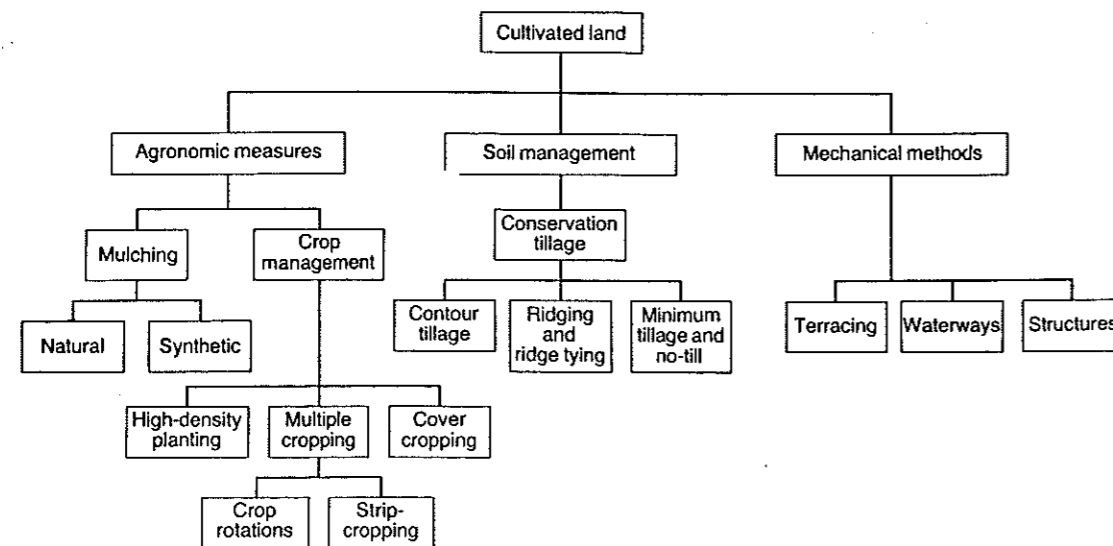 Cultivated land
Agronomic measures
Soil management
Mechanical methods
Mulching
Crop
management
Conservation
tillage
Natural
Synthetic
Contour
tillage
Ridging
and
ridge tying
Minimum
tillage and
no-till
Terracing
Waterways
Structures
High-density
planting
Multiple
cropping
Cover
cropping
Crop
rotations
Strip-
cropping